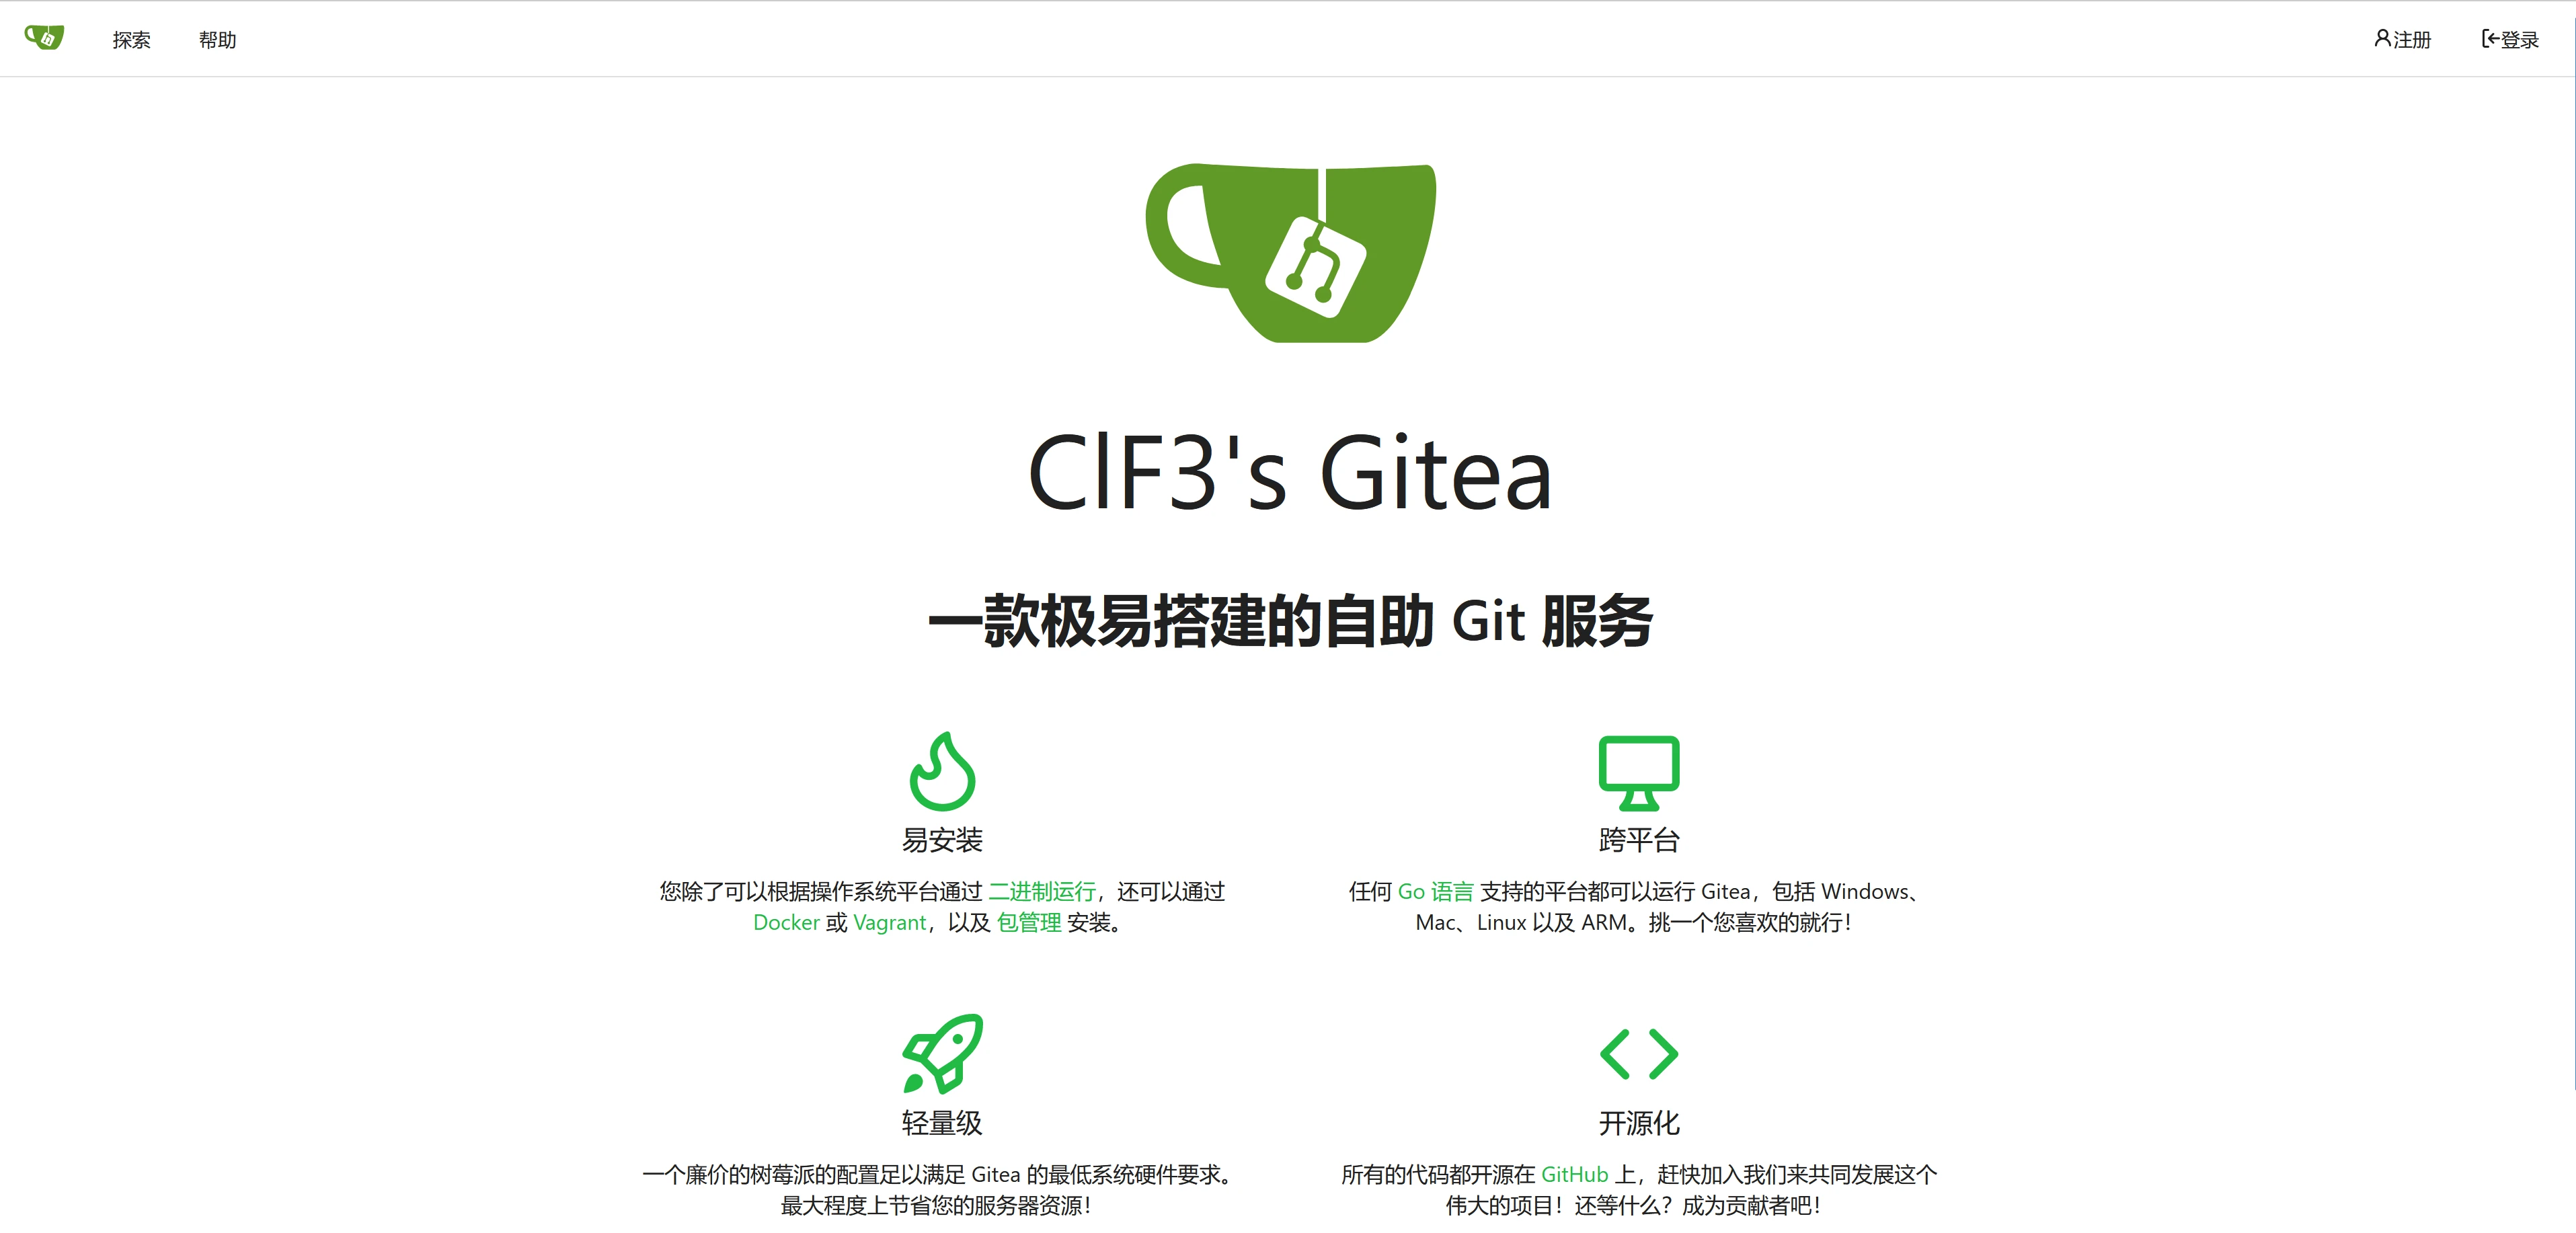 探索 帮助 注册 登录
ClF3's Gitea
一款极易搭建的自助 Git 服务
易安装
您除了可以根据操作系统平台通过 二进制运行，还可以通过
Docker 或 Vagrant，以及 包管理 安装。
跨平台
任何 Go 语言 支持的平台都可以运行 Gitea，包括 Windows、
Mac、Linux 以及 ARM。挑一个您喜欢的就行！
轻量级
一个廉价的树莓派的配置足以满足 Gitea 的最低系统硬件要求。
最大程度上节省您的服务器资源！
开源化
所有的代码都开源在 GitHub 上，赶快加入我们来共同发展这个
伟大的项目！还等什么？成为贡献者吧！